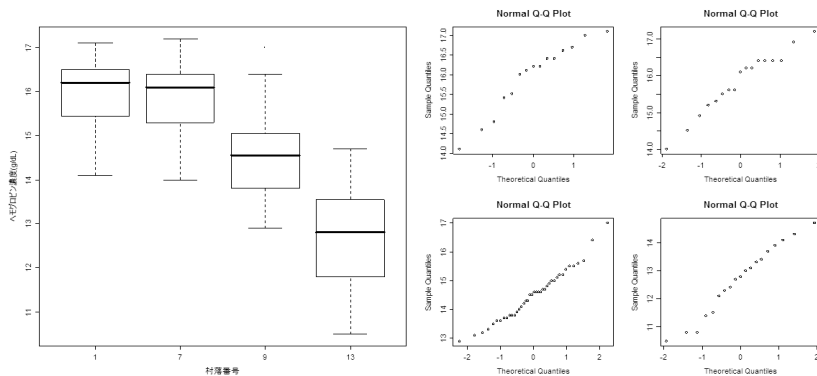 ヘモグロビン濃度(g/dL)
17
16
15
14
13
12
11
1 7 9 13
村落番号
Normal Q-Q Plot
Sample Quantiles
17.0
16.5
16.0
15.5
15.0
14.5
14.0
-1 0 1
Theoretical Quantiles
Normal Q-Q Plot
Sample Quantiles
17.0
16.0
15.0
14.0
-2 -1 0 1 2
Theoretical Quantiles
Normal Q-Q Plot
Sample Quantiles
17
16
15
14
13
-2 -1 0 1 2
Theoretical Quantiles
Normal Q-Q Plot
Sample Quantiles
14
13
12
11
-2 -1 0 1 2
Theoretical Quantiles